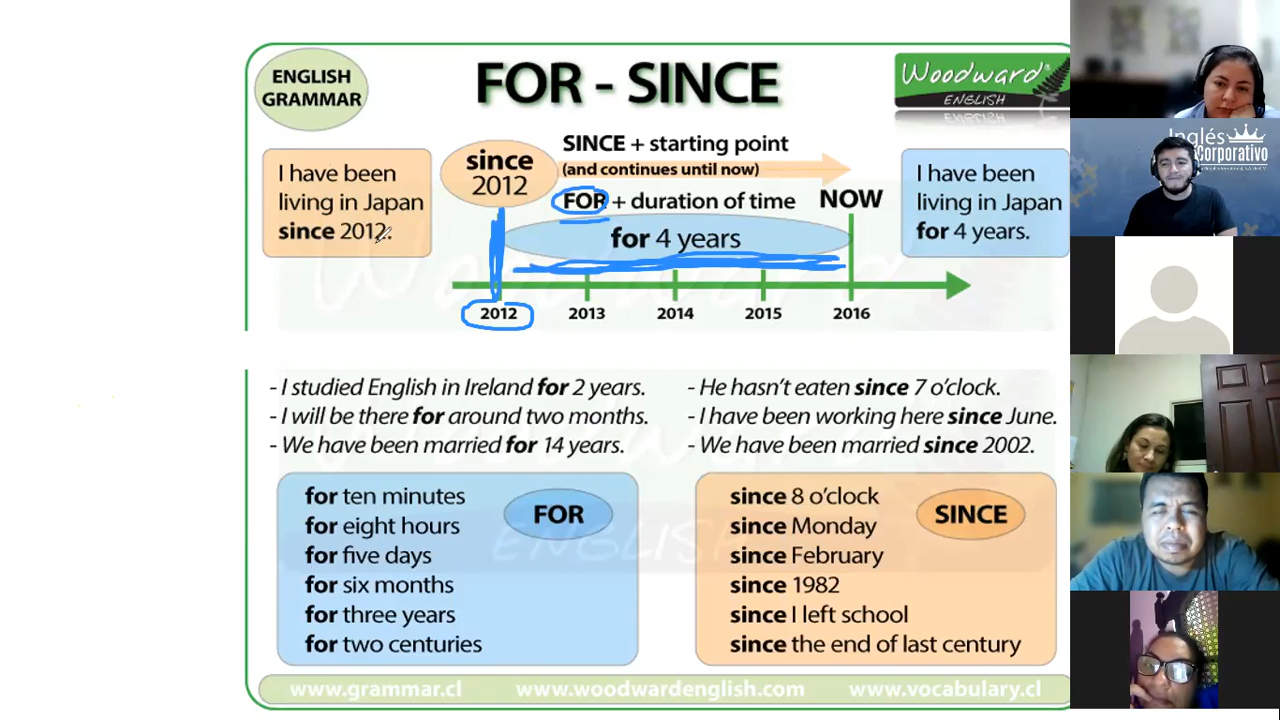 ENGLISH
GRAMMAR
FOR - SINCE
Woodward®
ENGLISH
I have been
living in Japan
since 2012.
since
2012
SINCE + starting point
(and continues until now)
FOR + duration of time
for 4 years
NOW
I have been
living in Japan
for 4 years.
2012 2013 2014 2015 2016
- I studied English in Ireland for 2 years.
- I will be there for around two months.
- We have been married for 14 years.
- He hasn't eaten since 7 o'clock.
- I have been working here since June.
- We have been married since 2002.
for ten minutes
for eight hours
for five days
for six months
for three years
for two centuries
FOR
since 8 o'clock
since Monday
since February
since 1982
since I left school
since the end of last century
SINCE
www.grammar.cl www.woodwardenglish.com www.vocabulary.cl
Inglés
Corporativo